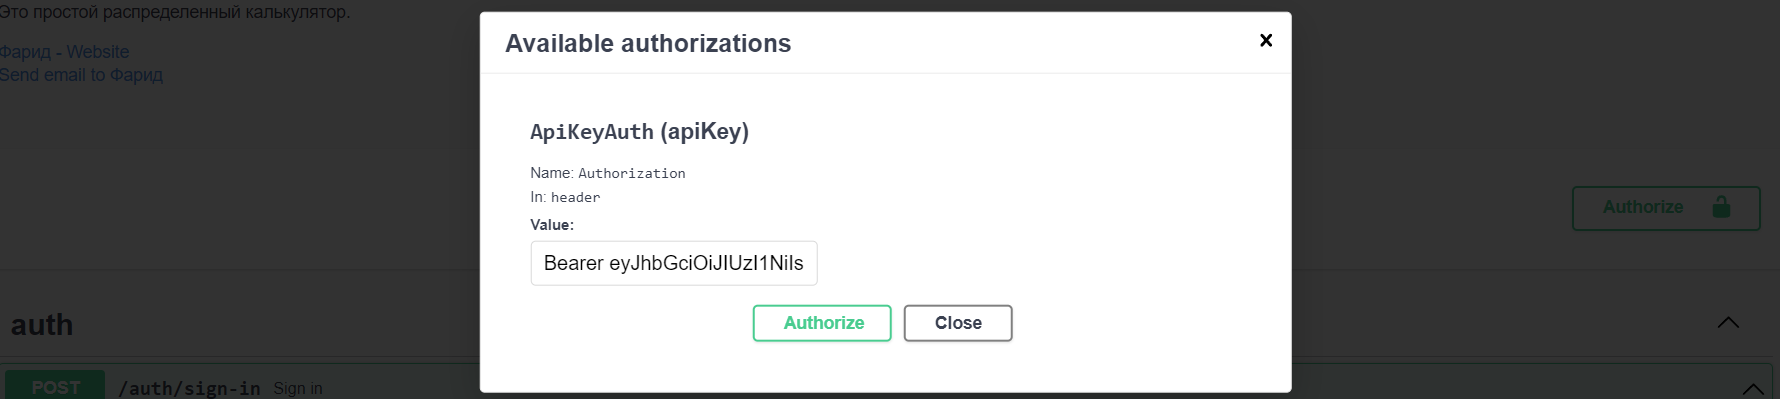 Это простой распределенный калькулятор.
Фарид - Website
Send email to Фарид
Available authorizations
ApiKeyAuth (apiKey)
Name: Authorization
In: header
Value:
Bearer eyJhbGciOiJIUzI1NiIs
Authorize
Close
Authorize
auth
POST /auth/sign-in Sign in